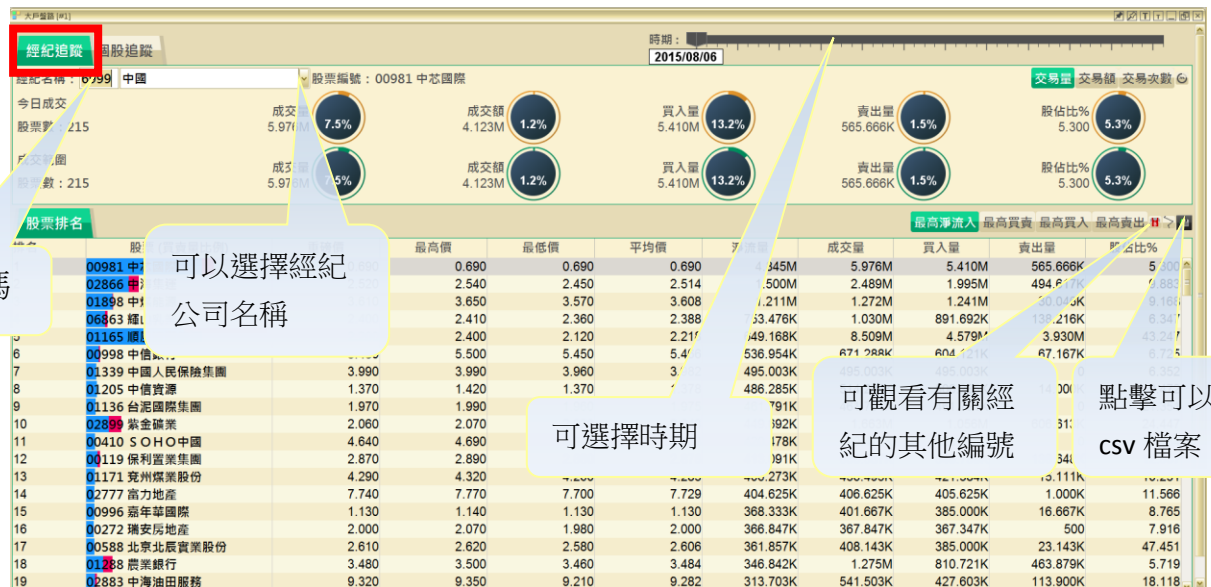 大戶盤路 [#1]
經紀追蹤 個股追蹤 時期：
2015/08/06
經紀名稱： 6999 中國 股票編號：00981 中芯國際 交易量 交易額 交易次數
今日成交
股票數：215 成交量 5.976M 7.5% 成交額 4.123M 1.2% 買入量 5.410M 13.2% 賣出量 565.666K 1.5% 股佔比% 5.300 5.3%
成交範圍
股票數：215 成交量 5.976M 7.5% 成交額 4.123M 1.2% 買入量 5.410M 13.2% 賣出量 565.666K 1.5% 股佔比% 5.300 5.3%
股票排名 最高淨流入 最高買賣 最高買入 最高賣出
排名 最高價 最低價 平均價 成交量 買入量 賣出量 股佔比%
00981 0.690 0.690 0.690 5.976M 5.410M 565.666K
02866 2.540 2.450 2.514 2.489M 1.995M
01898 3.650 3.570 3.608 1.272M 1.241M
06863 2.410 2.360 2.388 1.030M 891.692K
5 01165 2.400 2.120 8.509M 4.579M 3.930M
6 00998 中信銀行 5.500 5.450 536.954K 671.288K 67.167K
7 01339 中國人民保險集團 3.990 3.990 3.960 495.003K
8 01205 中信資源 1.370 1.420 1.370 486.285K
9 01136 台泥國際集團 1.970 1.990
10 02899 紫金礦業 2.060 2.070
11 00410 ＳＯＨＯ中國 4.640 4.690
12 00119 保利置業集團 2.870 2.890
13 01171 兗州煤業股份 4.290 4.320
14 02777 富力地產 7.740 7.770 7.700 7.729 404.625K 406.625K 405.625K 1.000K 11.566
15 00996 嘉年華國際 1.130 1.140 1.130 1.130 368.333K 401.667K 385.000K 16.667K 8.765
16 00272 瑞安房地產 2.000 2.070 1.980 2.000 366.847K 367.847K 367.347K 500 7.916
17 00588 北京北辰實業股份 2.610 2.620 2.580 2.606 361.857K 408.143K 385.000K 23.143K 47.451
18 01288 農業銀行 3.480 3.500 3.460 3.484 346.842K 1.275M 810.721K 463.879K 5.719
19 02883 中海油田服務 9.320 9.350 9.210 9.282 313.703K 541.503K 427.603K 113.900K 18.118
碼
可以選擇經紀
公司名稱
可選擇時期
可觀看有關經
紀的其他編號
點擊可以
csv 檔案